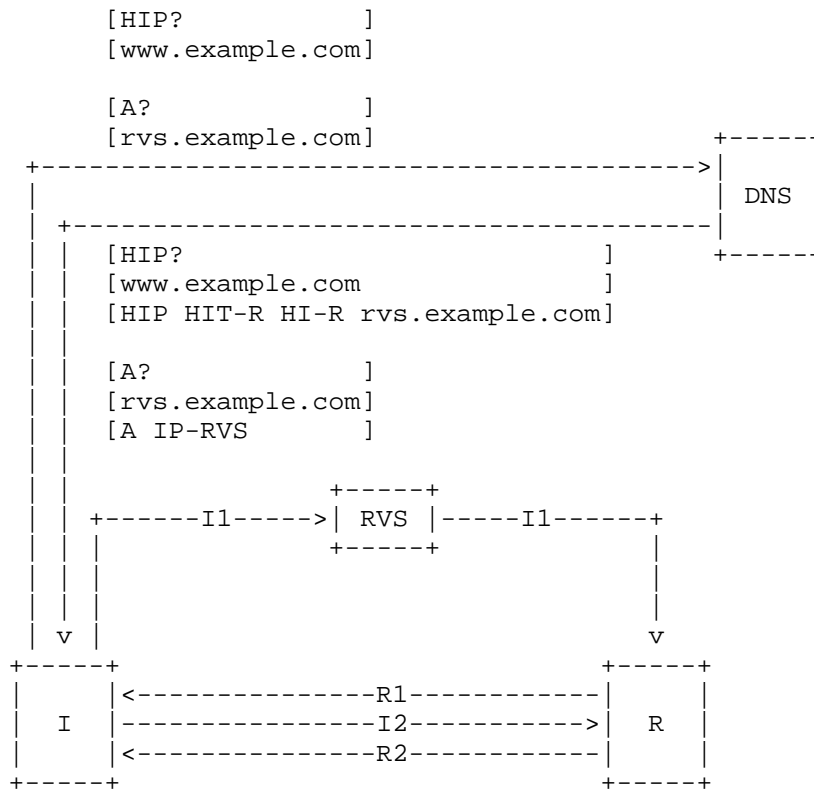 [HIP?           ]
[www.example.com]
[A?             ]
[rvs.example.com]
DNS
[HIP?                           ]
[www.example.com                ]
[HIP HIT-R HI-R rvs.example.com]
[A?             ]
[rvs.example.com]
[A IP-RVS       ]
I1 RVS I1
R1
I I2 R
R2